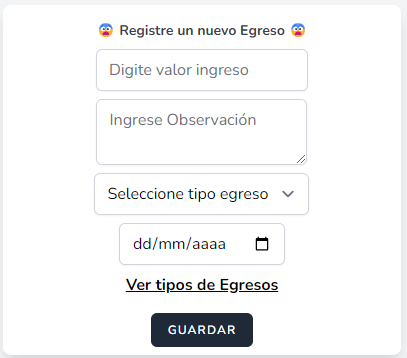 😨 Registre un nuevo Egreso 😨
Digite valor ingreso
Ingrese Observación
Seleccione tipo egreso
dd/mm/aaaa
Ver tipos de Egresos
GUARDAR